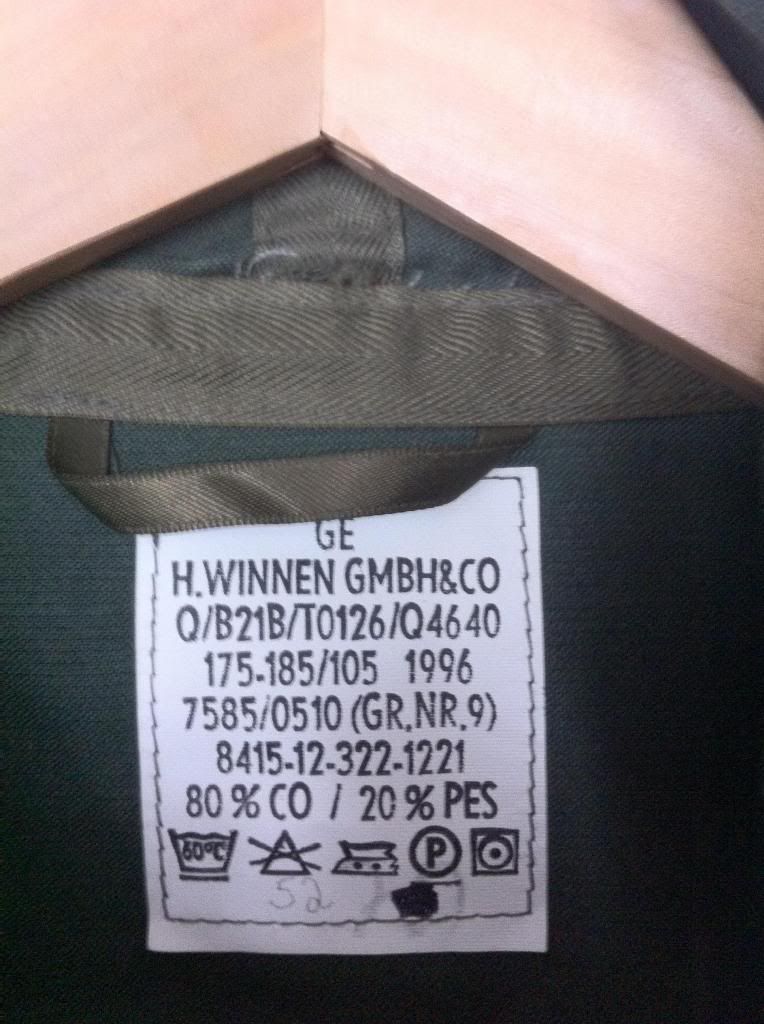 GE
H.WINNEN GMBH&CO
Q/B21B/T0126/Q4640
175-185/105 1996
7585/0510 (GR.NR.9)
8415-12-322-1221
80 % CO / 20 % PES
60°C P
52